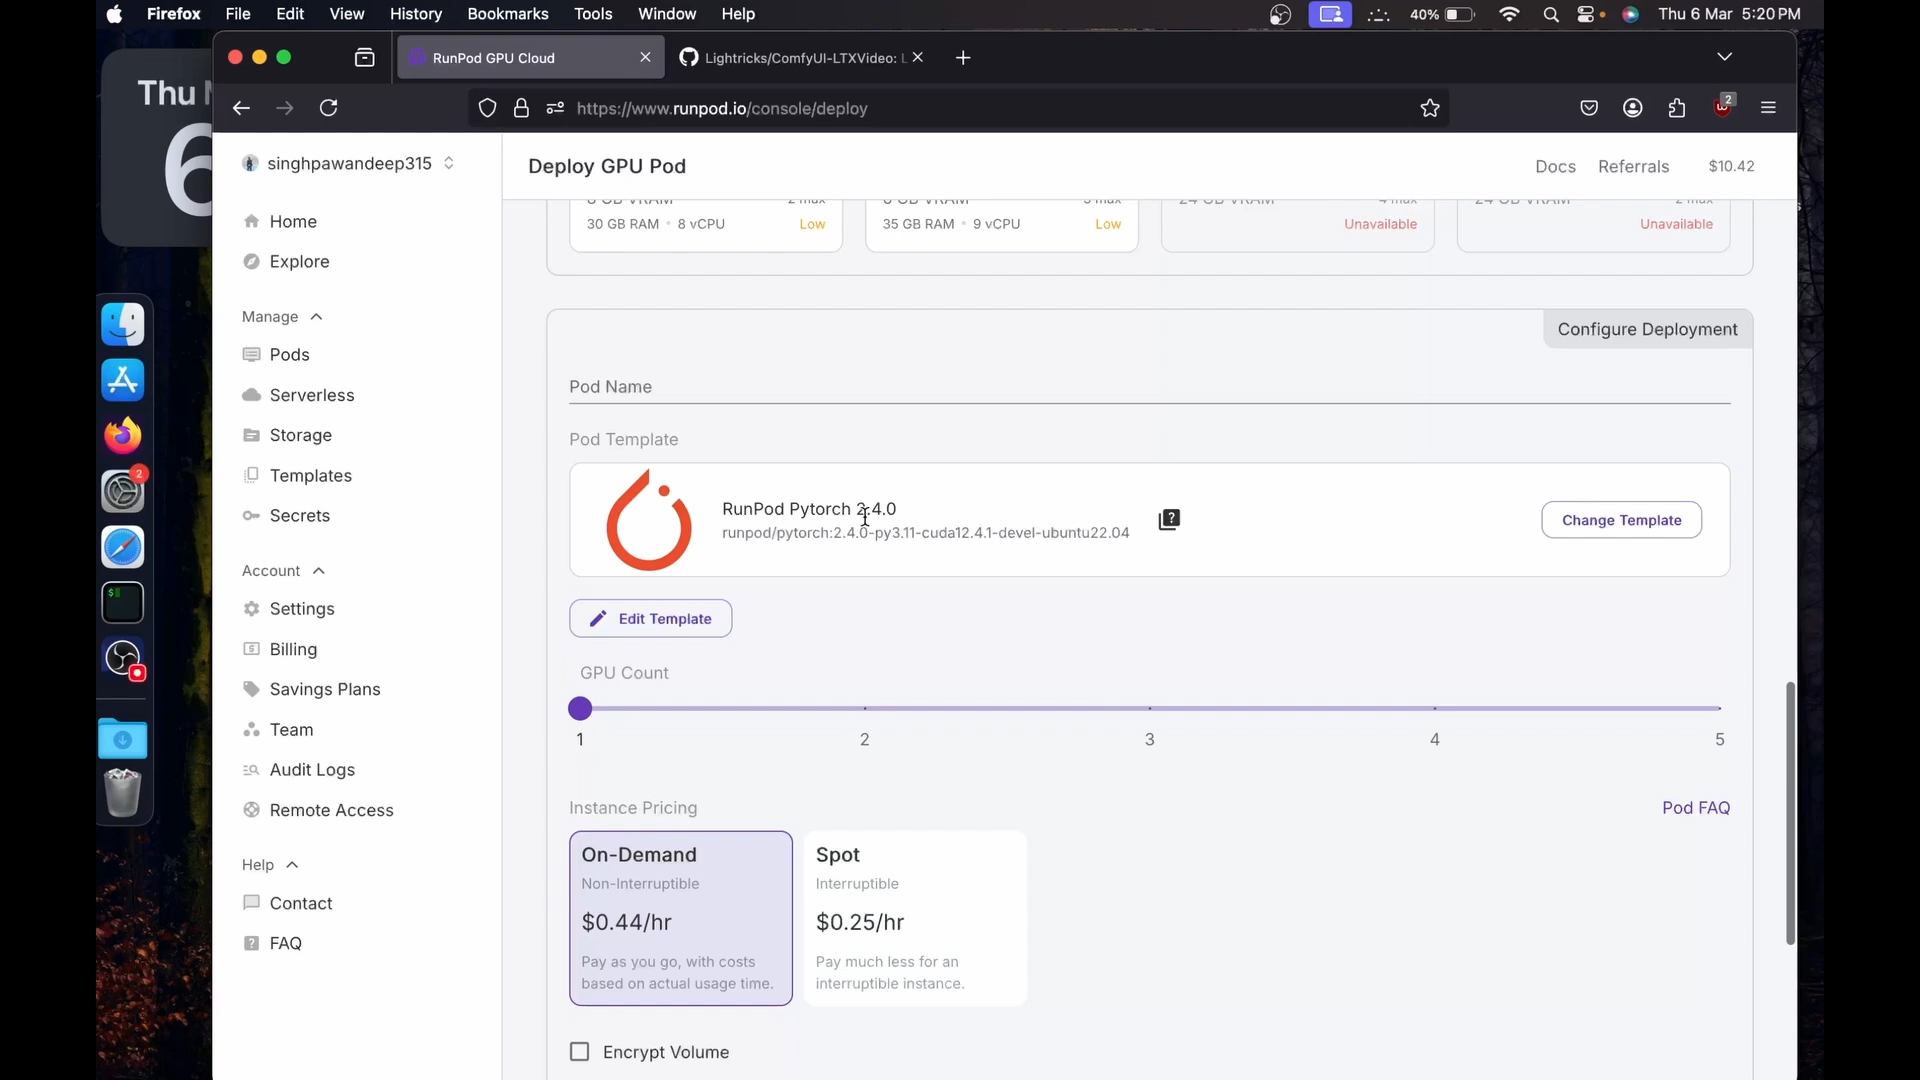 Firefox File Edit View History Bookmarks Tools Window Help 40% Thu 6 Mar 5:20 PM
RunPod GPU Cloud
Lightricks/ComfyUI-LTXVideo: L
Thu
6
https://www.runpod.io/console/deploy
2
singhpawandeep315
Home
Explore
Manage
Pods
Serverless
Storage
Templates
Secrets
Account
Settings
Billing
Savings Plans
Team
Audit Logs
Remote Access
Help
Contact
FAQ
2
Deploy GPU Pod
Docs Referrals $10.42
30 GB RAM • 8 vCPU Low
35 GB RAM • 9 vCPU Low
Unavailable
Unavailable
Configure Deployment
Pod Name
Pod Template
RunPod Pytorch 2.4.0
runpod/pytorch:2.4.0-py3.11-cuda12.4.1-devel-ubuntu22.04
Change Template
Edit Template
GPU Count
1 2 3 4 5
Instance Pricing
Pod FAQ
On-Demand
Non-Interruptible
$0.44/hr
Pay as you go, with costs
based on actual usage time.
Spot
Interruptible
$0.25/hr
Pay much less for an
interruptible instance.
Encrypt Volume